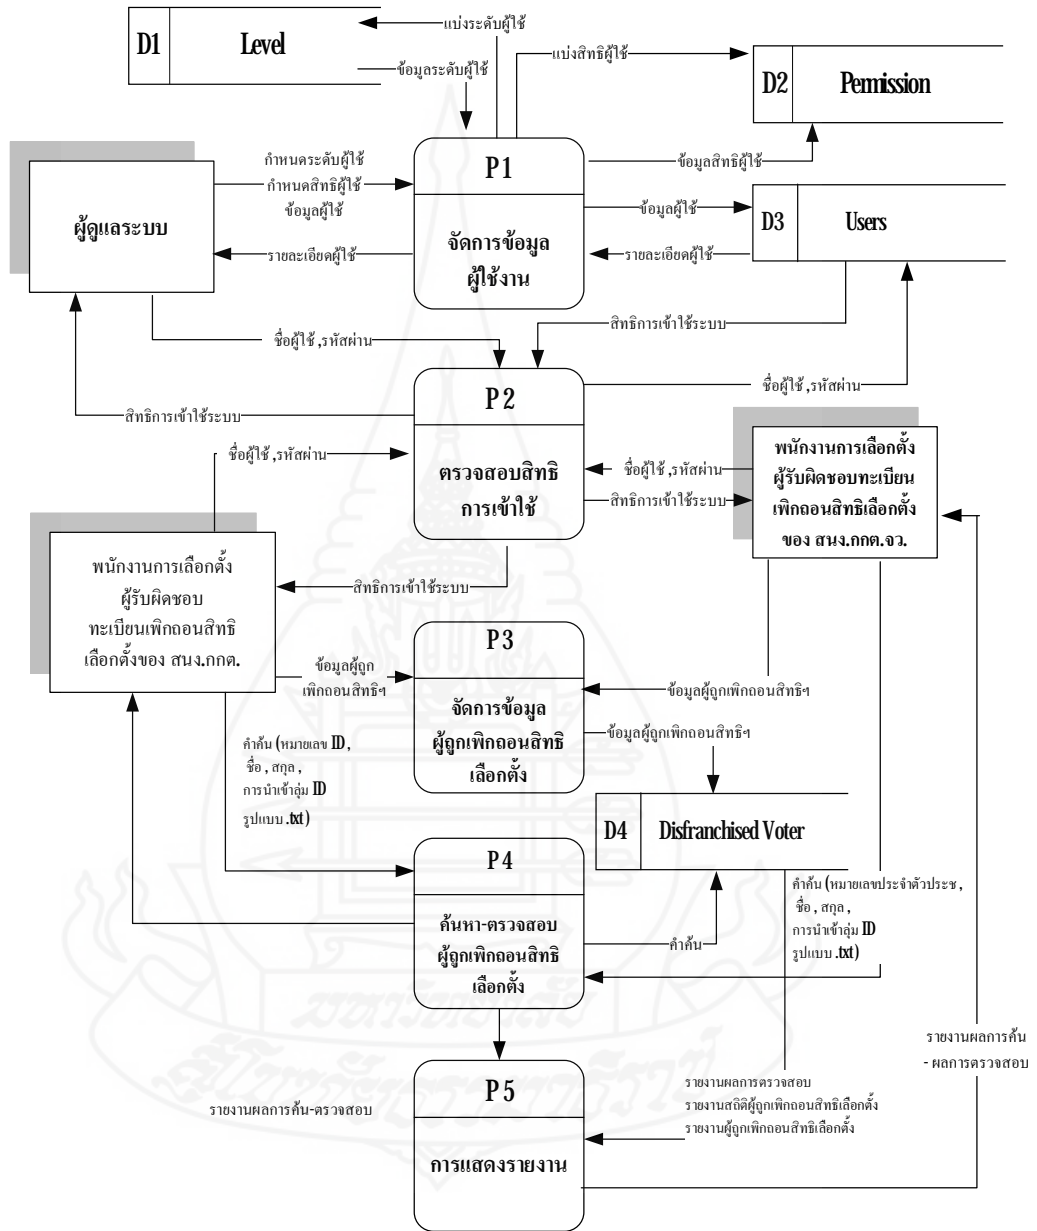 แบ่งระดับผู้ใช้
D1
Level
ข้อมูลระดับผู้ใช้
แบ่งสิทธิผู้ใช้
D2
Permission
กำหนดระดับผู้ใช้
กำหนดสิทธิผู้ใช้
ข้อมูลผู้ใช้
P1
ข้อมูลสิทธิผู้ใช้
ผู้ดูแลระบบ
จัดการข้อมูล
ผู้ใช้งาน
ข้อมูลผู้ใช้
D3
Users
รายละเอียดผู้ใช้
รายละเอียดผู้ใช้
สิทธิการเข้าใช้ระบบ
ชื่อผู้ใช้ ,รหัสผ่าน
P2
ชื่อผู้ใช้ ,รหัสผ่าน
สิทธิการเข้าใช้ระบบ
ชื่อผู้ใช้ ,รหัสผ่าน
ตรวจสอบสิทธิ
การเข้าใช้
ชื่อผู้ใช้ ,รหัสผ่าน
สิทธิการเข้าใช้ระบบ
พนักงานการเลือกตั้ง
ผู้รับผิดชอบทะเบียน
เพิกถอนสิทธิเลือกตั้ง
ของ สนง.กกต.จว.
พนักงานการเลือกตั้ง
ผู้รับผิดชอบ
ทะเบียนเพิกถอนสิทธิ
เลือกตั้งของ สนง.กกต.
สิทธิการเข้าใช้ระบบ
P3
ข้อมูลผู้ถูก
เพิกถอนสิทธิฯ
จัดการข้อมูล
ผู้ถูกเพิกถอนสิทธิ
เลือกตั้ง
ข้อมูลผู้ถูกเพิกถอนสิทธิฯ
ข้อมูลผู้ถูกเพิกถอนสิทธิฯ
คำค้น (หมายเลข ID ,
ชื่อ , สกุล ,
การนำเข้าลุ่ม ID
รูปแบบ .txt )
D4
Disfranchised Voter
P4
ค้นหา-ตรวจสอบ
ผู้ถูกเพิกถอนสิทธิ
เลือกตั้ง
คำค้น
คำค้น (หมายเลขประจำตัวประช ,
ชื่อ , สกุล ,
การนำเข้าลุ่ม ID
รูปแบบ .txt)
มหาวิทยาลัย
สุโขทัยธรรมาธิราช
รายงานผลการค้น
- ผลการตรวจสอบ
P5
รายงานผลการค้น-ตรวจสอบ
การแสดงรายงาน
รายงานผลการตรวจสอบ
รายงานสถิติผู้ถูกเพิกถอนสิทธิเลือกตั้ง
รายงานผู้ถูกเพิกถอนสิทธิเลือกตั้ง